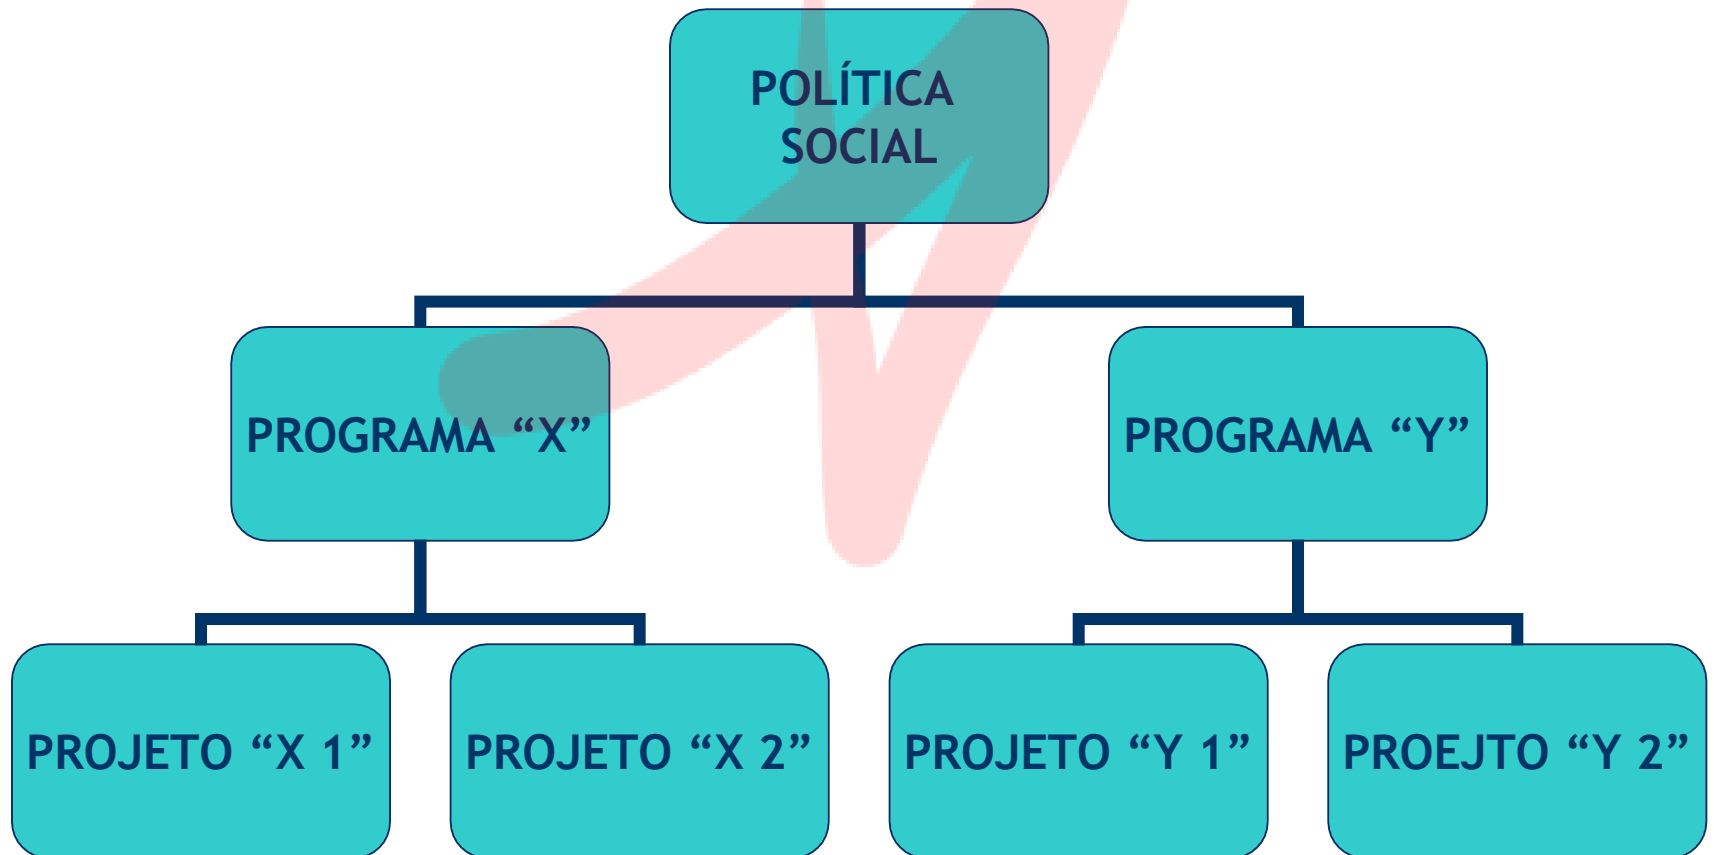 POLÍTICA
SOCIAL
PROGRAMA “X”
PROGRAMA “Y”
PROJETO “X 1”
PROJETO “X 2”
PROJETO “Y 1”
PROEJTO “Y 2”